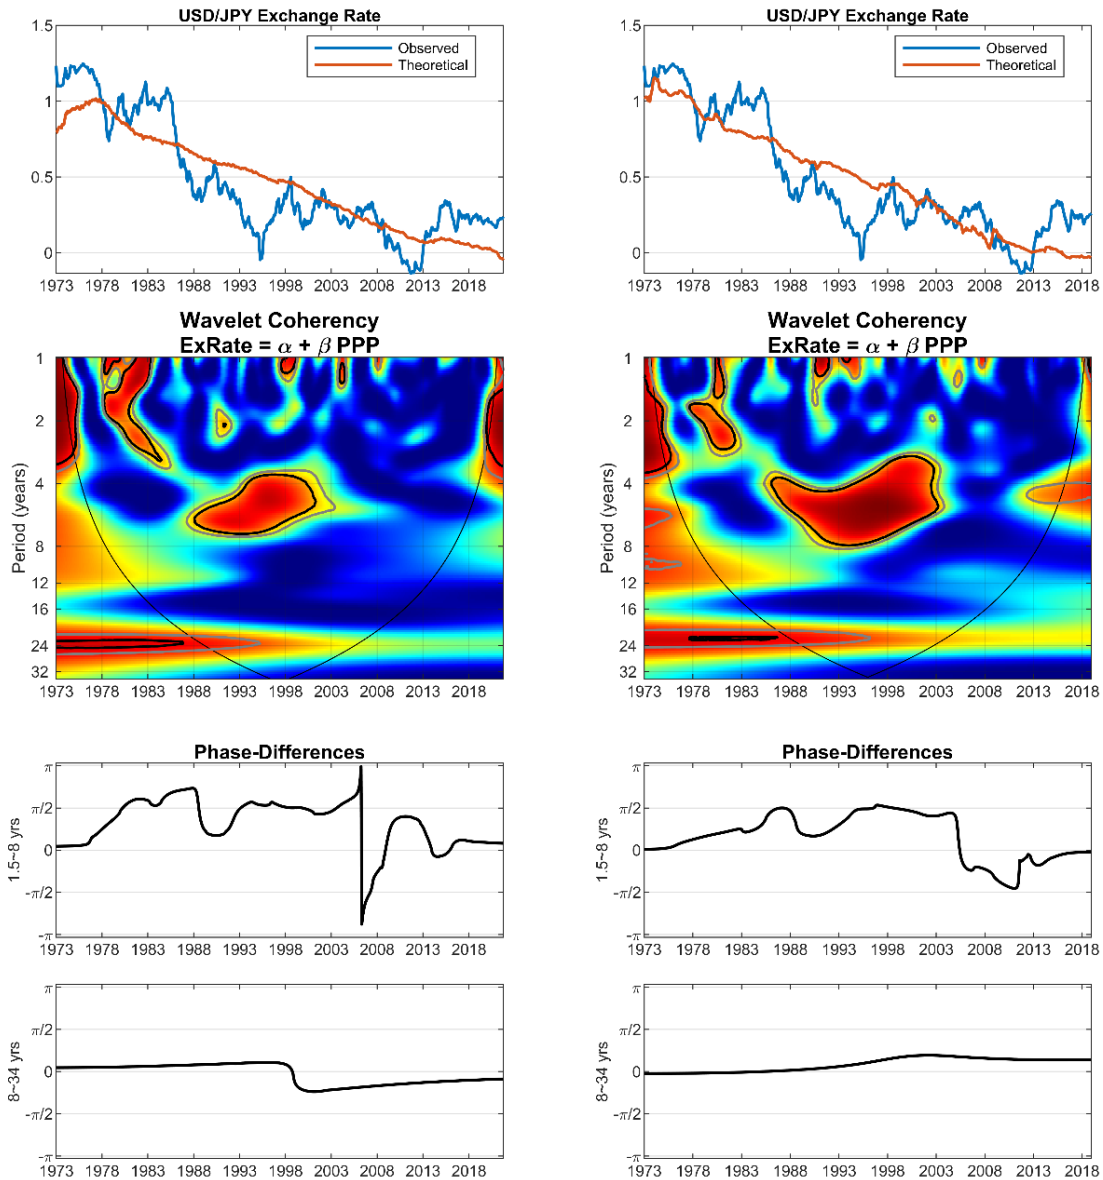 USD/JPY Exchange Rate
1.5
1
0.5
0
Observed
Theoretical
1973 1978 1983 1988 1993 1998 2003 2008 2013 2018
Wavelet Coherency
ExRate = α + β PPP
Period (years)
1
2
4
8
12
16
24
32
1973 1978 1983 1988 1993 1998 2003 2008 2013 2018
Phase-Differences
1.5~8 yrs
π
π/2
0
-π/2
-π
1973 1978 1983 1988 1993 1998 2003 2008 2013 2018
8~34 yrs
π
π/2
0
-π/2
-π
1973 1978 1983 1988 1993 1998 2003 2008 2013 2018
USD/JPY Exchange Rate
1.5
1
0.5
0
Observed
Theoretical
1973 1978 1983 1988 1993 1998 2003 2008 2013 2018
Wavelet Coherency
ExRate = α + β PPP
Period (years)
1
2
4
8
12
16
24
32
1973 1978 1983 1988 1993 1998 2003 2008 2013 2018
Phase-Differences
1.5~8 yrs
π
π/2
0
-π/2
-π
1973 1978 1983 1988 1993 1998 2003 2008 2013 2018
8~34 yrs
π
π/2
0
-π/2
-π
1973 1978 1983 1988 1993 1998 2003 2008 2013 2018